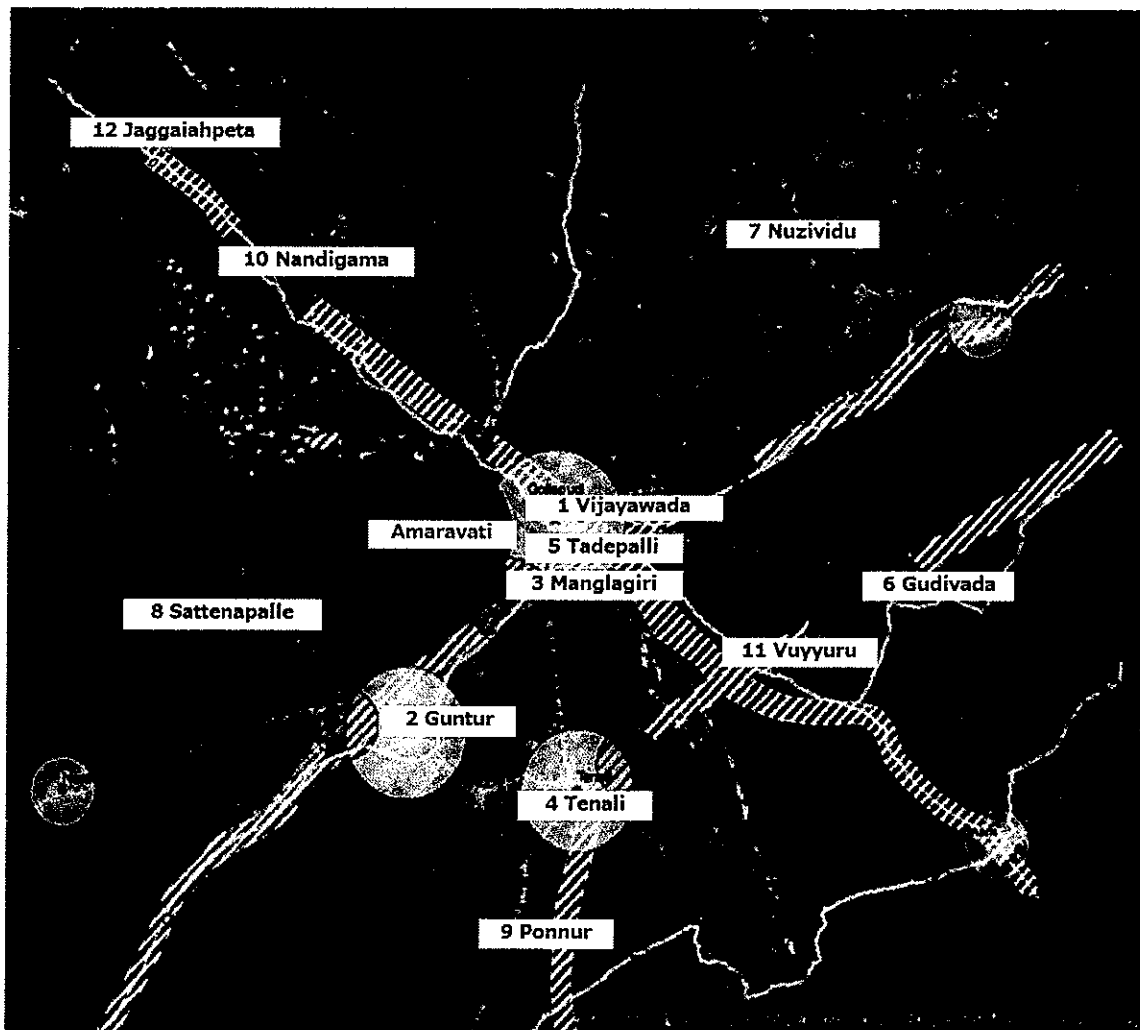 12 Jaggaiahpeta
7 Nuzividu
10 Nandigama
1 Vijayawada
Amaravati
5 Tadepalli
3 Manglagiri
6 Gudivada
8 Sattenapalle
11 Vuyyuru
2 Guntur
4 Tenali
9 Ponnur